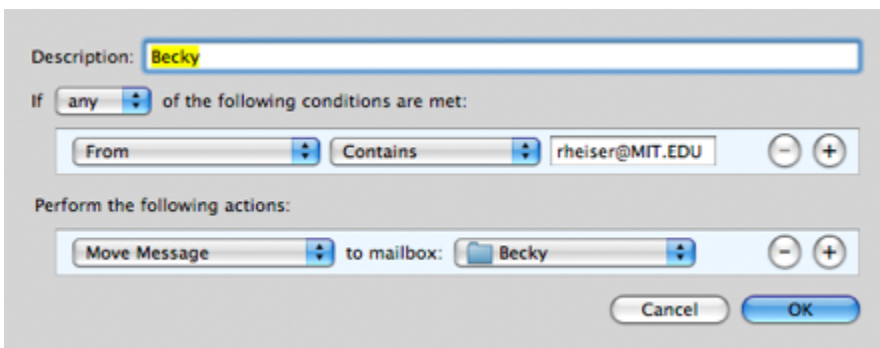 Description: Becky
If any of the following conditions are met:
From Contains rheiser@MIT.EDU
Perform the following actions:
Move Message to mailbox: Becky
Cancel OK